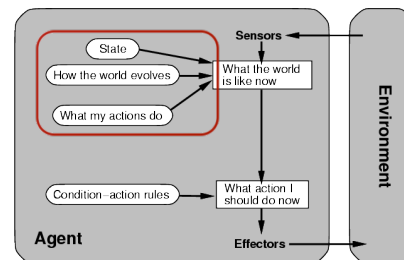 Sensors
State
How the world evolves
What my actions do
What the world
is like now
Condition–action rules
What action I
should do now
Agent
Effectors
Environment